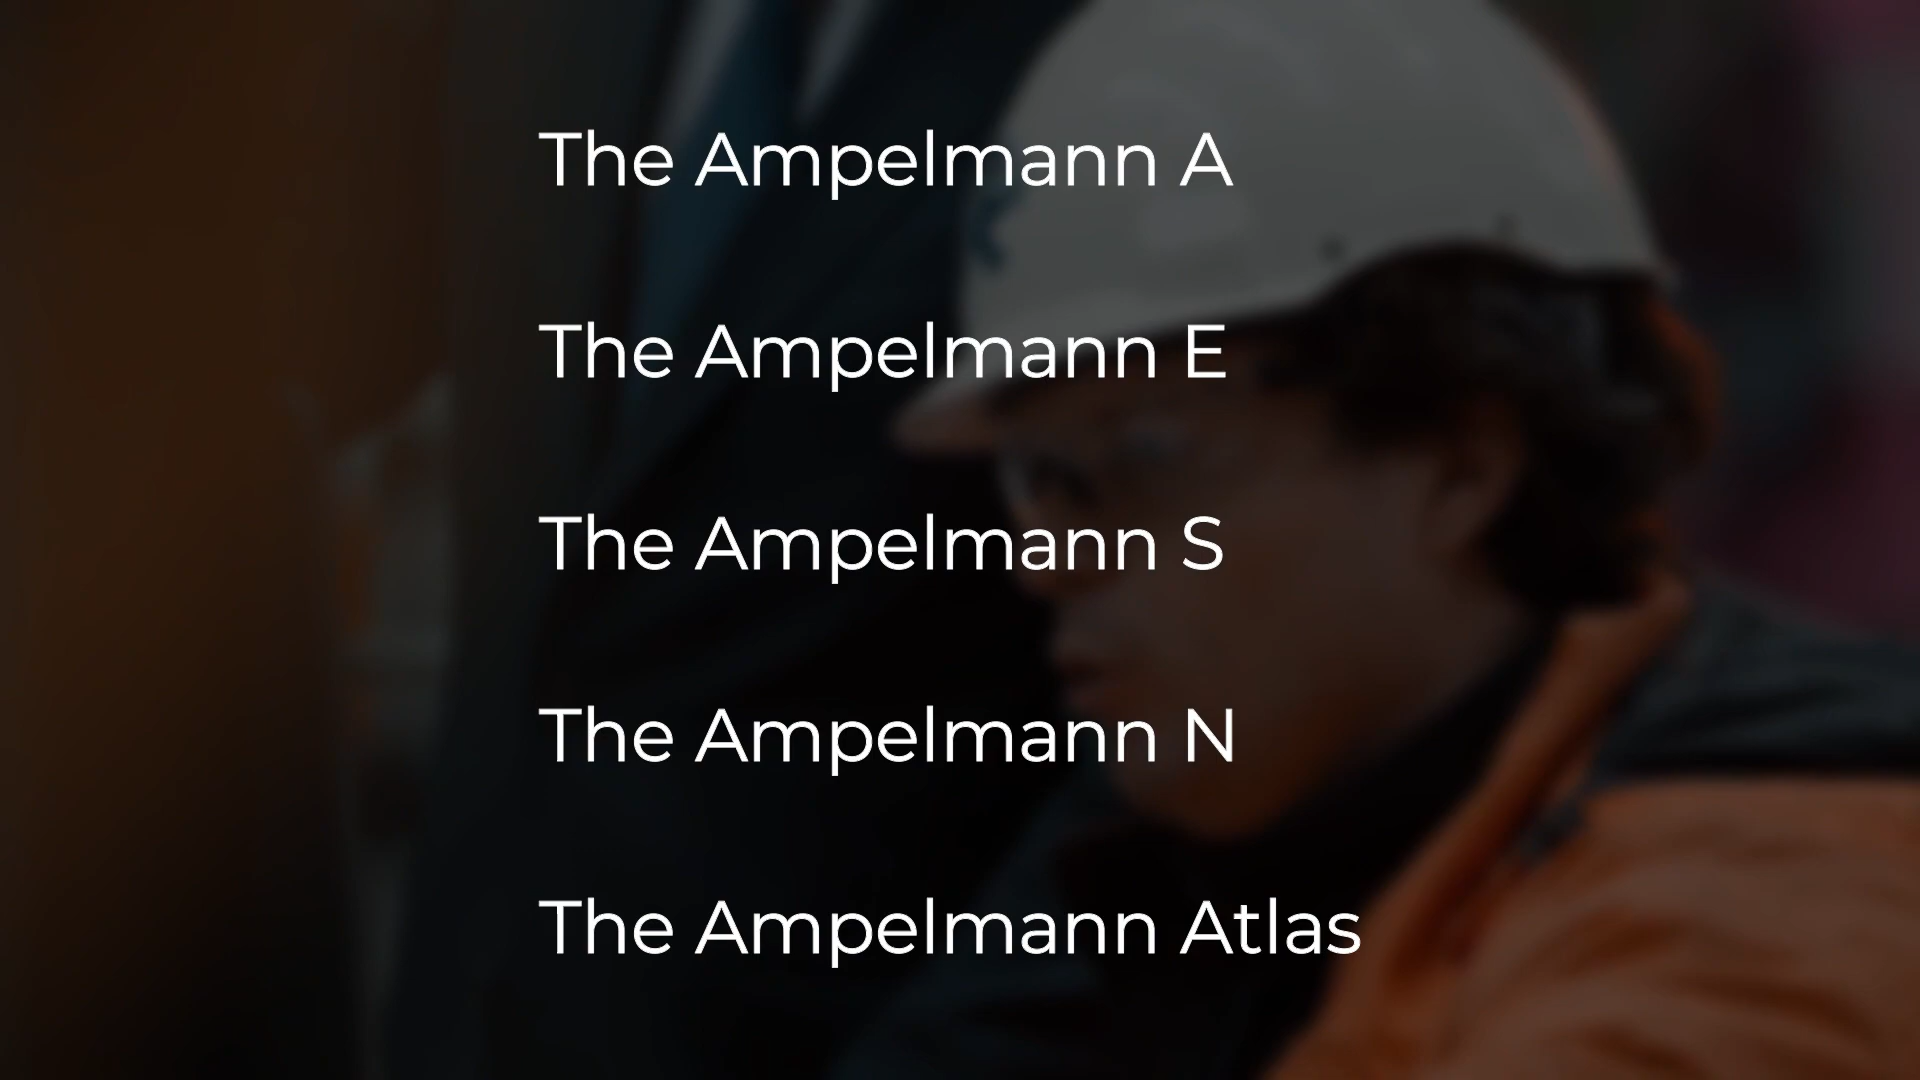 The Ampelmann A
The Ampelmann E
The Ampelmann S
The Ampelmann N
The Ampelmann Atlas